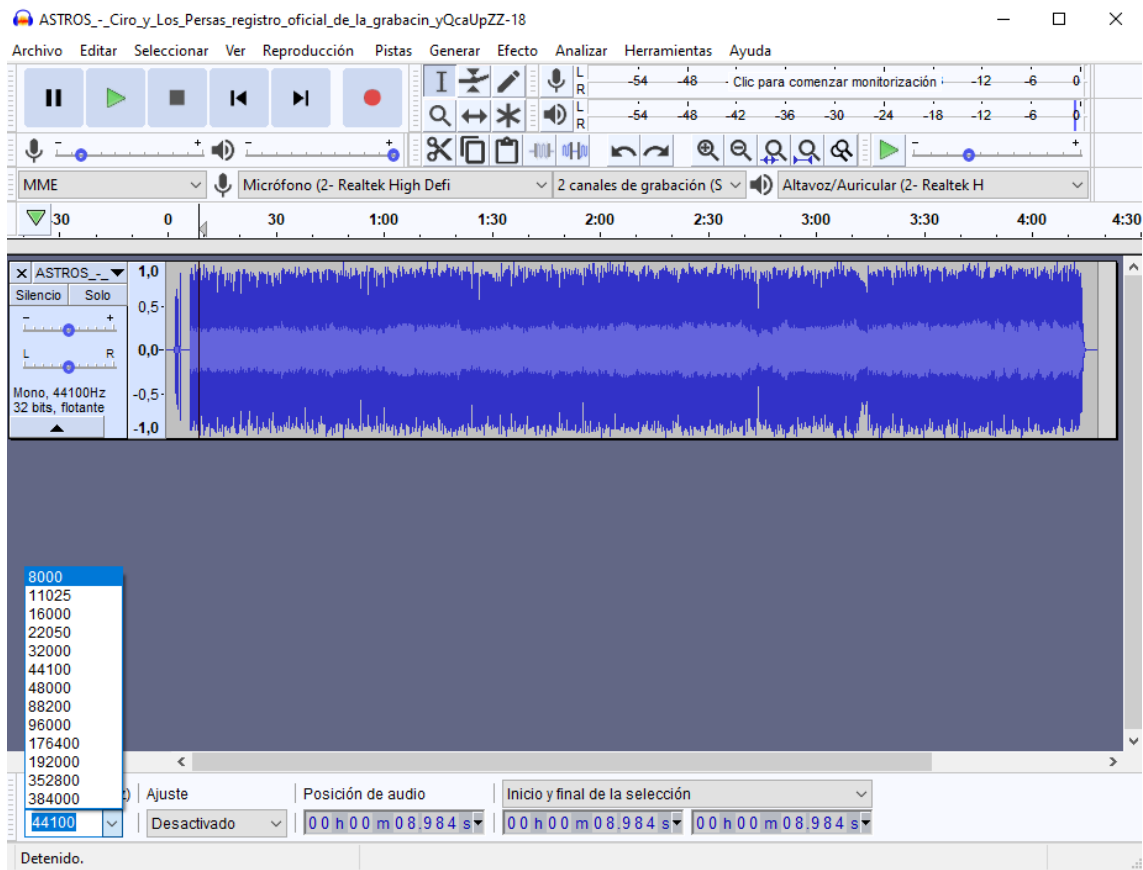 ASTROS_-_Ciro_y_Los_Persas_registro_oficial_de_la_grabacin_yQcaUpZZ-18
Archivo Editar Seleccionar Ver Reproducción Pistas Generar Efecto Analizar Herramientas Ayuda
L
R
-54 -48 - Clic para comenzar monitorización -12 -6 0
L
R
-54 -48 -42 -36 -30 -24 -18 -12 -6 0
- +
- +
- +
MME Micrófono (2- Realtek High Defi 2 canales de grabación (S Altavoz/Auricular (2- Realtek H
30 0 30 1:00 1:30 2:00 2:30 3:00 3:30 4:00 4:30
x ASTROS_-_
Silencio Solo
- +
L R
Mono, 44100Hz
32 bits, flotante
1,0
0,5
0,0
-0,5
-1,0
8000
11025
16000
22050
32000
44100
48000
88200
96000
176400
192000
352800
384000
44100
Ajuste
Desactivado
Posición de audio
00 h 00 m 08.984 s
Inicio y final de la selección
00 h 00 m 08.984 s 00 h 00 m 08.984 s
Detenido.